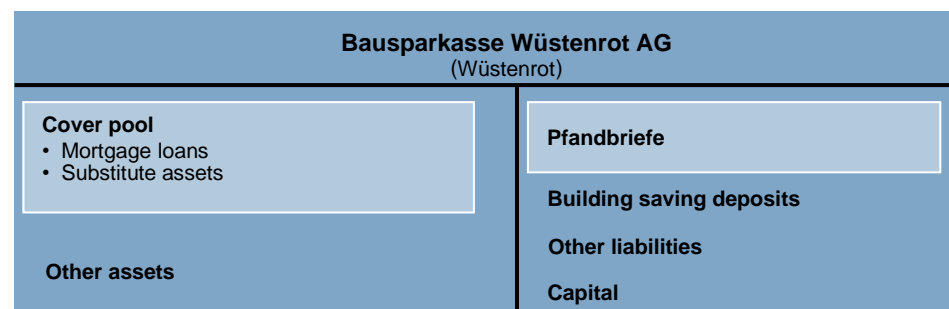 Bausparkasse Wüstenrot AG
(Wüstenrot)
Cover pool
• Mortgage loans
• Substitute assets
Other assets
Pfandbriefe
Building saving deposits
Other liabilities
Capital